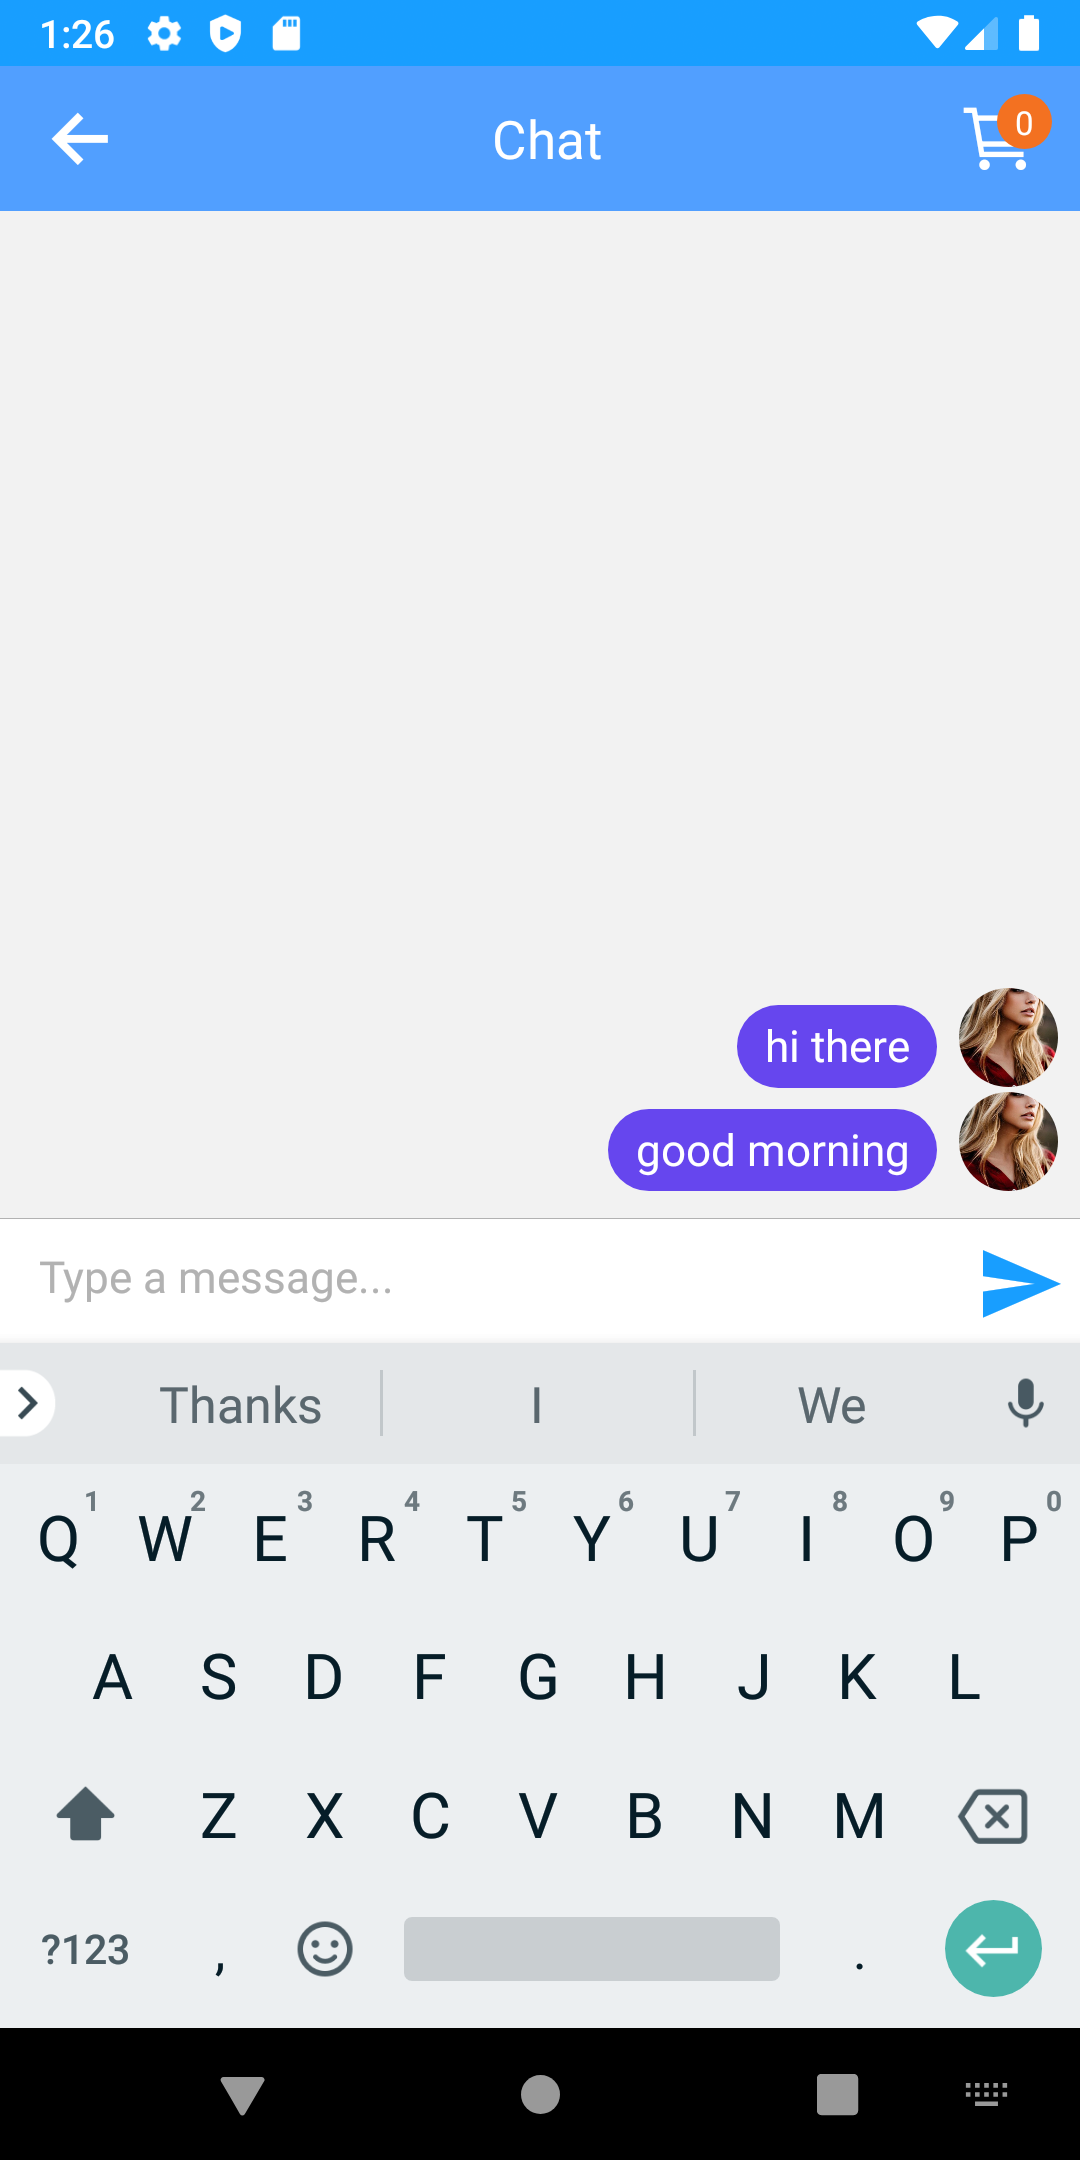 1:26
Chat
0
hi there
good morning
Type a message...
Thanks I We
1 2 3 4 5 6 7 8 9 0
Q W E R T Y U I O P
A S D F G H J K L
Z X C V B N M
?123 , .